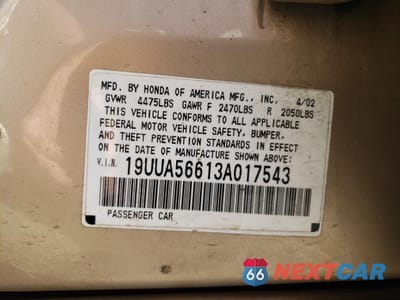 MFD. BY HONDA OF AMERICA MFG., INC. 4/02
GVWR 4475LBS GAWR F 2470LBS R 2050LBS
THIS VEHICLE CONFORMS TO ALL APPLICABLE
FEDERAL MOTOR VEHICLE SAFETY, BUMPER,
AND THEFT PREVENTION STANDARDS IN EFFECT
ON THE DATE OF MANUFACTURE SHOWN ABOVE:
V.I.N. 19UUA56613A017543
PASSENGER CAR
66 NEXTCAR